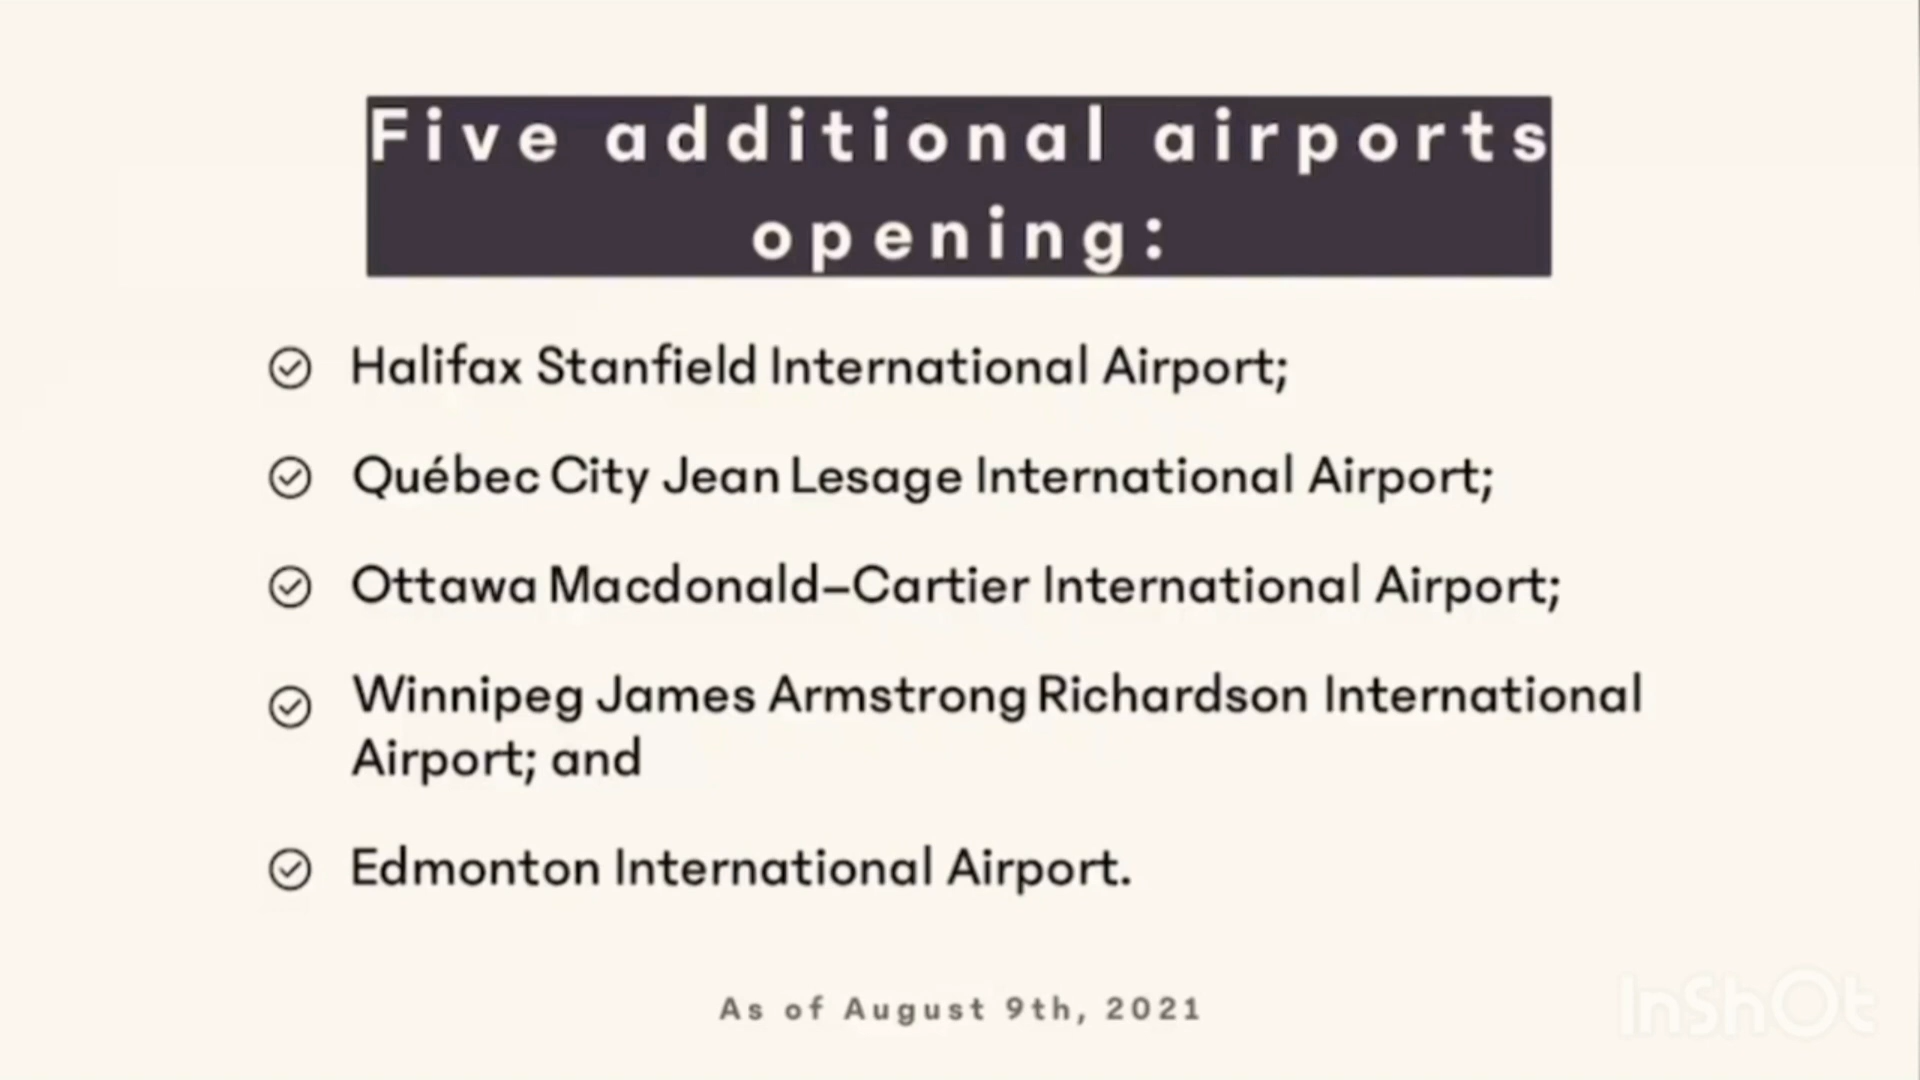 Five additional airports
opening:
Halifax Stanfield International Airport;
Québec City Jean Lesage International Airport;
Ottawa Macdonald–Cartier International Airport;
Winnipeg James Armstrong Richardson International
Airport; and
Edmonton International Airport.
As of August 9th, 2021
InShOt